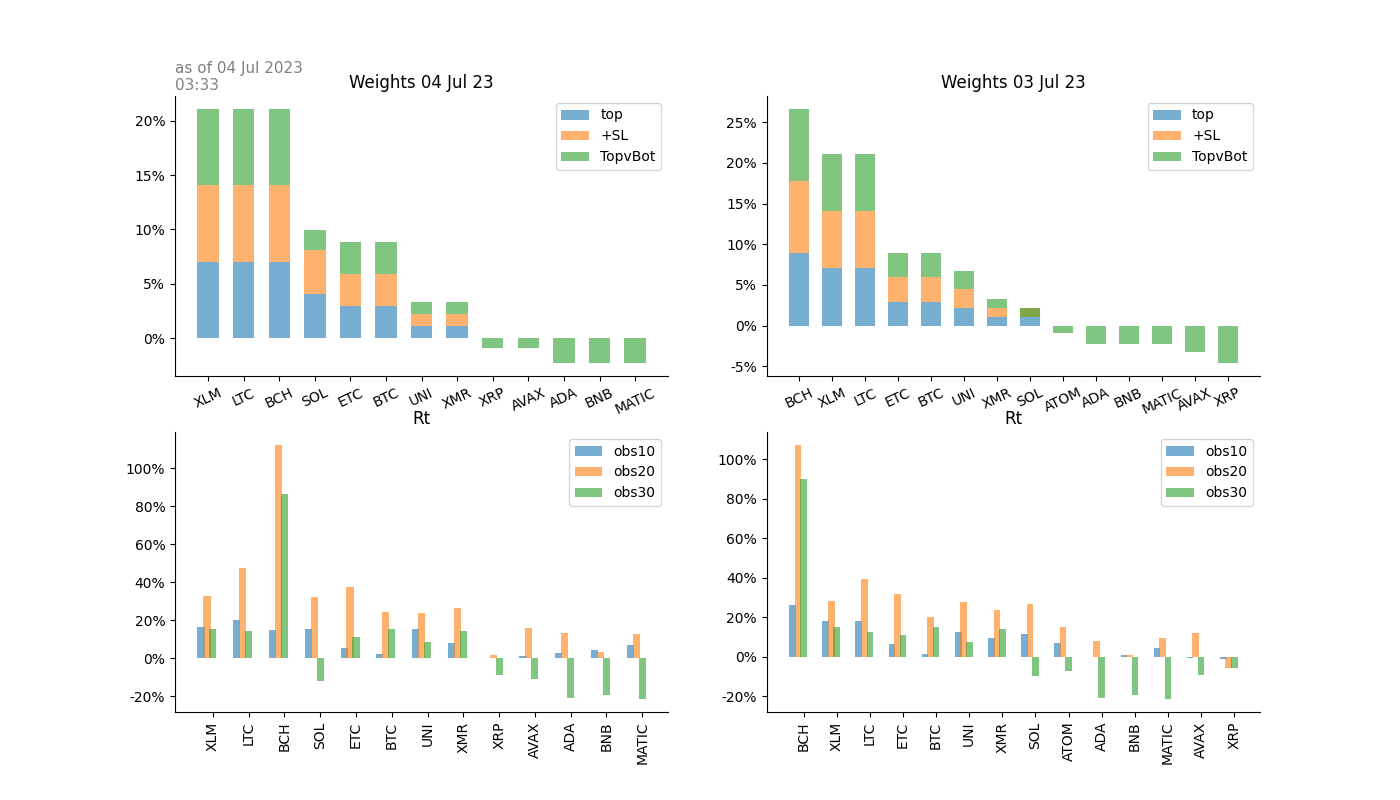 as of 04 Jul 2023
03:33
Weights 04 Jul 23
20%
15%
10%
5%
0%
top
+SL
TopvBot
XLM LTC BCH SOL ETC BTC UNI XMR XRP AVAX ADA BNB MATIC
Weights 03 Jul 23
25%
20%
15%
10%
5%
0%
-5%
top
+SL
TopvBot
BCH XLM LTC ETC BTC UNI XMR SOL ATOM ADA BNB MATIC AVAX XRP
Rt
100%
80%
60%
40%
20%
0%
-20%
obs10
obs20
obs30
XLM LTC BCH SOL ETC BTC UNI XMR XRP AVAX ADA BNB MATIC
Rt
100%
80%
60%
40%
20%
0%
-20%
obs10
obs20
obs30
BCH XLM LTC ETC BTC UNI XMR SOL ATOM ADA BNB MATIC AVAX XRP